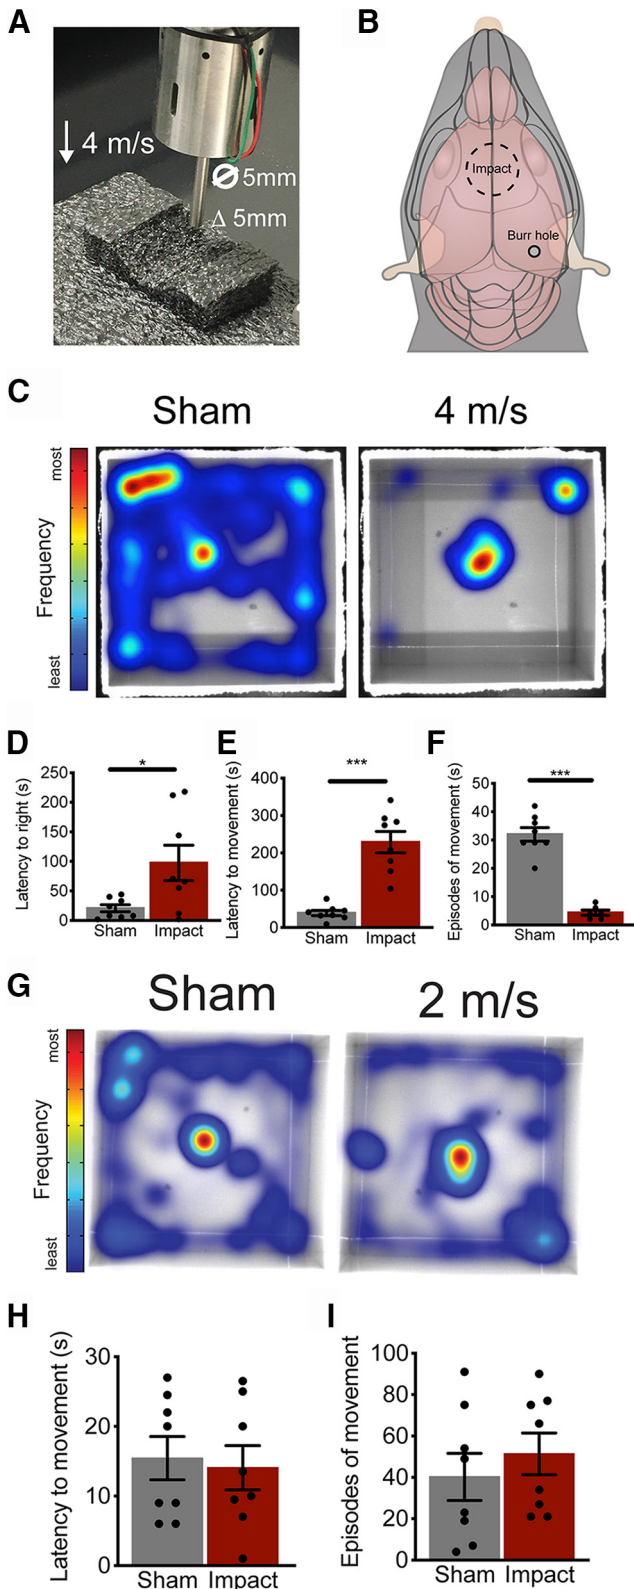 A
B
4 m/s
Ø 5mm
Δ 5mm
Impact
Burr hole
C
Sham
4 m/s
most
Frequency
least
D
E
F
Latency to right (s)
250
200
150
100
50
0
*
Sham
Impact
Latency to movement (s)
400
300
200
100
0
***
Sham
Impact
Episodes of movement (s)
50
40
30
20
10
0
***
Sham
Impact
G
Sham
2 m/s
most
Frequency
least
H
I
Latency to movement (s)
30
20
10
0
Sham
Impact
Episodes of movement
100
80
60
40
20
0
Sham
Impact